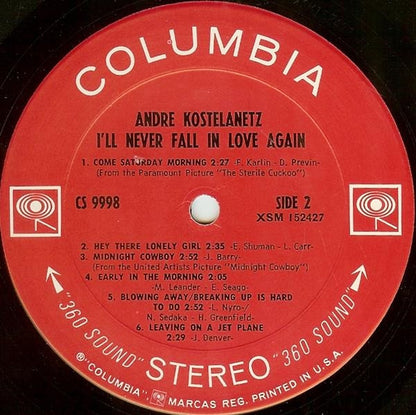 COLUMBIA
ANDRE KOSTELANETZ
I'LL NEVER FALL IN LOVE AGAIN
1. COME SATURDAY MORNING 2:27 -F. Karlin - D. Previn-
(From the Paramount Picture "The Sterile Cuckoo")
CS 9998
SIDE 2
XSM 152427
2. HEY THERE LONELY GIRL 2:35 -E. Shuman - L. Carr-
3. MIDNIGHT COWBOY 2:52 -J. Barry-
(From the United Artists Picture "Midnight Cowboy")
4. EARLY IN THE MORNING 2:05
-M. Leander - E. Seago-
5. BLOWING AWAY/BREAKING UP IS HARD
TO DO 2:52 -L. Nyro-/
N. Sedaka - H. Greenfield-
6. LEAVING ON A JET PLANE
2:29 -J. Denver-
"360 SOUND" STEREO "360 SOUND"
® "COLUMBIA" MARCAS REG. PRINTED IN U.S.A.